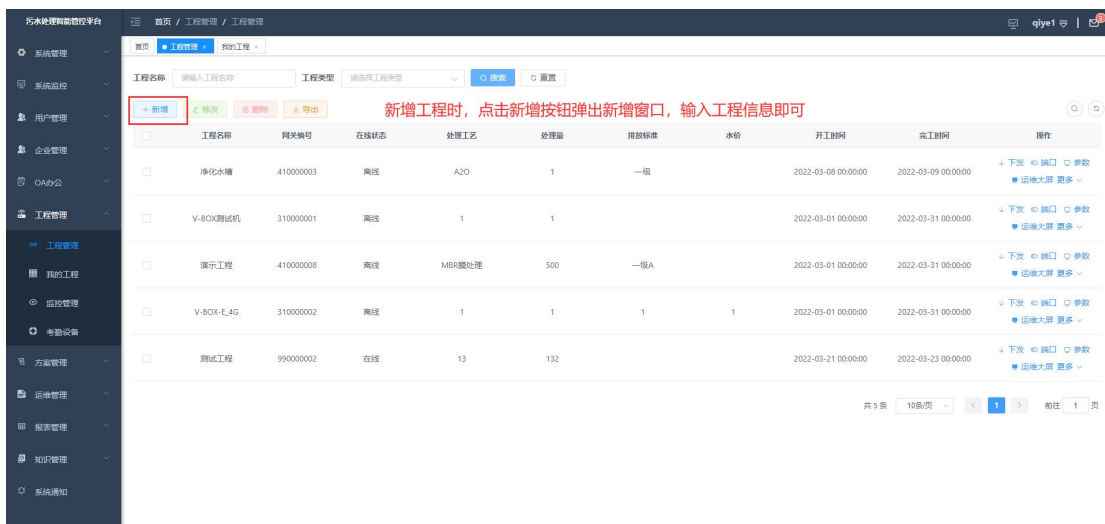 污水处理智能管控平台
首页 / 工程管理 / 工程管理
qiye1
系统管理
首页
工程管理 ×
我的工程 ×
系统监控
工程名称 请输入工程名称 工程类型 请选择工程类型 搜索 重置
用户管理
+ 新增 修改 删除 导出
新增工程时，点击新增按钮弹出新增窗口，输入工程信息即可
工程名称 网关编号 在线状态 处理工艺 处理量 排放标准 水价 开工时间 完工时间 操作
企业管理
净化水槽 410000003 离线 A2O 1 一级 2022-03-08 00:00:00 2022-03-09 00:00:00 下发 端口 参数
运维大屏 更多
OA办公
工程管理
V-BOX测试机 310000001 离线 1 1 2022-03-01 00:00:00 2022-03-31 00:00:00 下发 端口 参数
运维大屏 更多
工程管理
我的工程
演示工程 410000008 离线 MBR膜处理 500 一级A 2022-03-01 00:00:00 2022-03-31 00:00:00 下发 端口 参数
运维大屏 更多
监控管理
V-BOX-E_4G 310000002 离线 1 1 1 1 2022-03-01 00:00:00 2022-03-31 00:00:00 下发 端口 参数
运维大屏 更多
考勤设备
方案管理
测试工程 990000002 在线 13 132 2022-03-21 00:00:00 2022-03-23 00:00:00 下发 端口 参数
运维大屏 更多
运维管理
共 5 条 10条/页 < 1 > 前往 1 页
报表管理
知识管理
系统通知